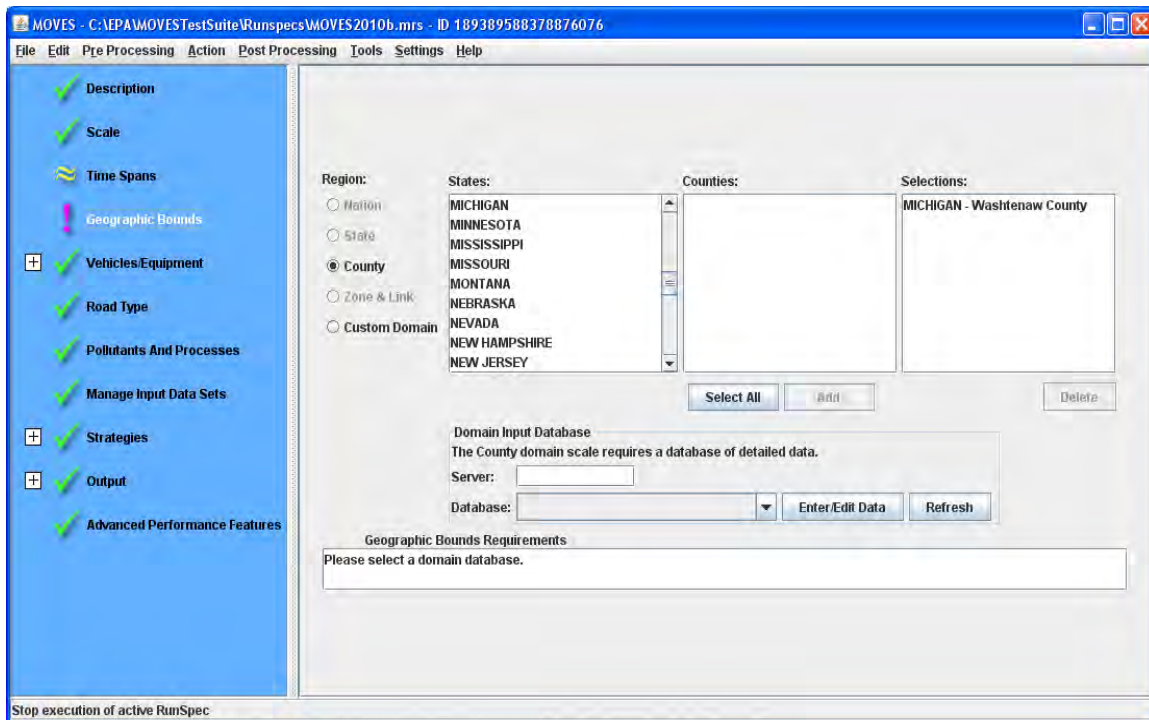 MOVES - C:\EPA\MOVESTestSuite\Runspecs\MOVES2010b.mrs - ID 189389588378876076
File Edit Pre Processing Action Post Processing Tools Settings Help
Description
Scale
Time Spans
Geographic Bounds
Vehicles/Equipment
Road Type
Pollutants And Processes
Manage Input Data Sets
Strategies
Output
Advanced Performance Features
Region:
Nation
State
County
Zone & Link
Custom Domain
States:
MICHIGAN
MINNESOTA
MISSISSIPPI
MISSOURI
MONTANA
NEBRASKA
NEVADA
NEW HAMPSHIRE
NEW JERSEY
Counties:
Selections:
MICHIGAN - Washtenaw County
Select All Add Delete
Domain Input Database
The County domain scale requires a database of detailed data.
Server:
Database: Enter/Edit Data Refresh
Geographic Bounds Requirements
Please select a domain database.
Stop execution of active RunSpec